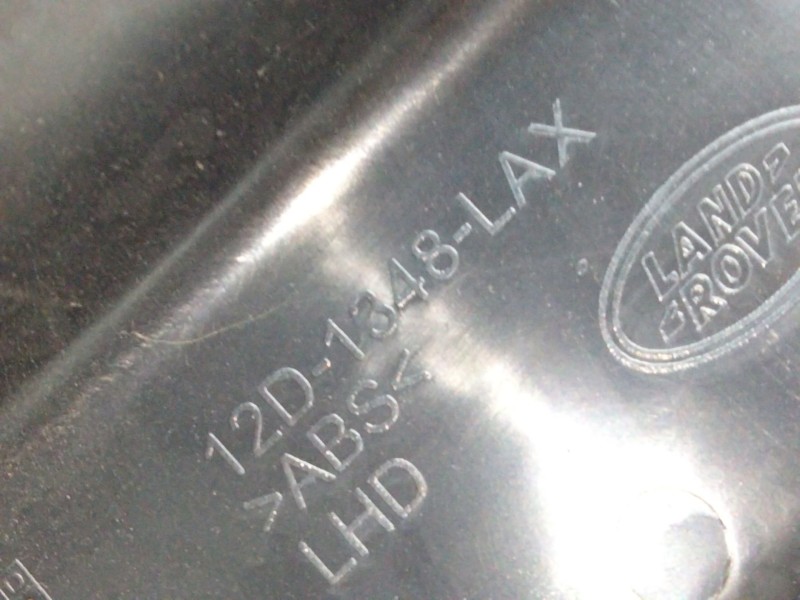 12D-1348-LAX
>ABS<
LHD
LAND-
-ROVER